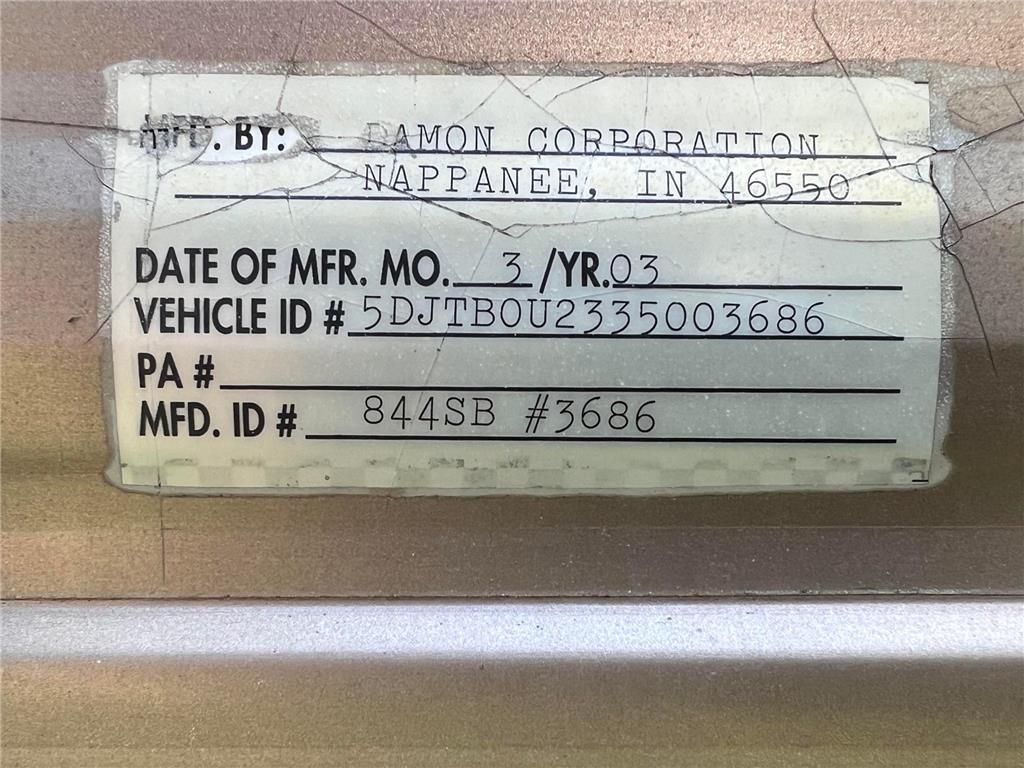 MFD. BY: DAMON CORPORATION
NAPPANEE, IN 46550
DATE OF MFR. MO. 3 /YR.03
VEHICLE ID # 5DJTB0U2335003686
PA #
MFD. ID # 844SB #3686